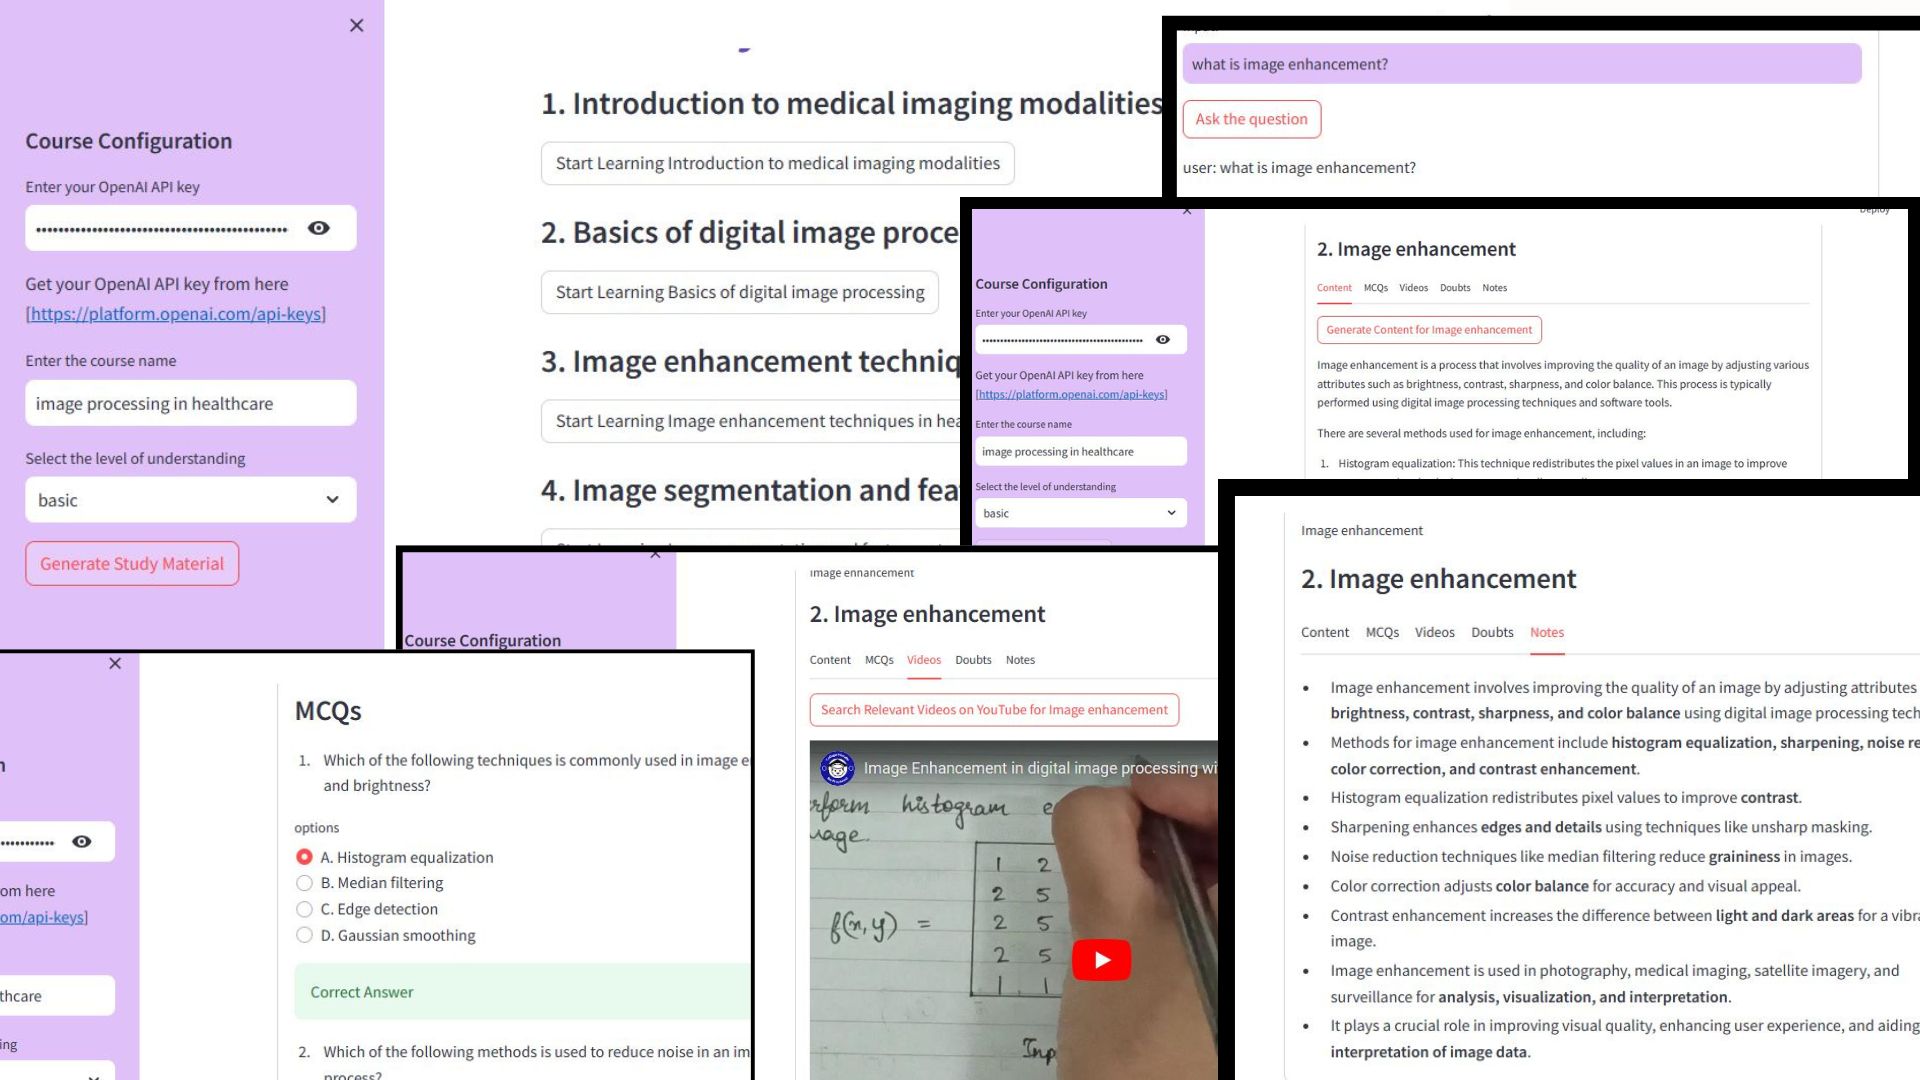 Course Configuration
Enter your OpenAI API key
Get your OpenAI API key from here
[https://platform.openai.com/api-keys]
Enter the course name
image processing in healthcare
Select the level of understanding
basic
Generate Study Material
1. Introduction to medical imaging modalities
Start Learning Introduction to medical imaging modalities
2. Basics of digital image proce
Start Learning Basics of digital image processing
3. Image enhancement techniq
Start Learning Image enhancement techniques in hea
4. Image segmentation and fea
what is image enhancement?
Ask the question
user: what is image enhancement?
Deploy
Course Configuration
Enter your OpenAI API key
Get your OpenAI API key from here
[https://platform.openai.com/api-keys]
Enter the course name
image processing in healthcare
Select the level of understanding
basic
2. Image enhancement
Content MCQs Videos Doubts Notes
Generate Content for Image enhancement
Image enhancement is a process that involves improving the quality of an image by adjusting various
attributes such as brightness, contrast, sharpness, and color balance. This process is typically
performed using digital image processing techniques and software tools.
There are several methods used for image enhancement, including:
1. Histogram equalization: This technique redistributes the pixel values in an image to improve
Course Configuration
Image enhancement
2. Image enhancement
Content MCQs Videos Doubts Notes
Search Relevant Videos on YouTube for Image enhancement
Image Enhancement in digital image processing wi
rform histogram e
age.
f(x,y) =
1 2
2 5
2 5
2 5
1 1
Inp
n
om here
om/api-keys]
thcare
ing
MCQs
1. Which of the following techniques is commonly used in image e
and brightness?
options
A. Histogram equalization
B. Median filtering
C. Edge detection
D. Gaussian smoothing
Correct Answer
2. Which of the following methods is used to reduce noise in an im
process?
Image enhancement
2. Image enhancement
Content MCQs Videos Doubts Notes
• Image enhancement involves improving the quality of an image by adjusting attributes
brightness, contrast, sharpness, and color balance using digital image processing tech
• Methods for image enhancement include histogram equalization, sharpening, noise re
color correction, and contrast enhancement.
• Histogram equalization redistributes pixel values to improve contrast.
• Sharpening enhances edges and details using techniques like unsharp masking.
• Noise reduction techniques like median filtering reduce graininess in images.
• Color correction adjusts color balance for accuracy and visual appeal.
• Contrast enhancement increases the difference between light and dark areas for a vibra
image.
• Image enhancement is used in photography, medical imaging, satellite imagery, and
surveillance for analysis, visualization, and interpretation.
• It plays a crucial role in improving visual quality, enhancing user experience, and aiding
interpretation of image data.